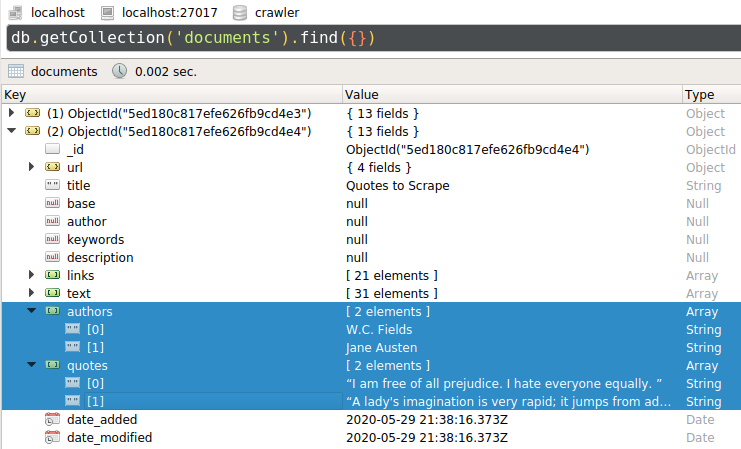 localhost localhost:27017 crawler
db.getCollection('documents').find({})
documents 0.002 sec.
Key Value Type
(1) ObjectId("5ed180c817efe626fb9cd4e3") { 13 fields } Object
(2) ObjectId("5ed180c817efe626fb9cd4e4") { 13 fields } Object
_id ObjectId("5ed180c817efe626fb9cd4e4") ObjectId
url { 4 fields } Object
" " title Quotes to Scrape String
null base null Null
null author null Null
null keywords null Null
null description null Null
links [ 21 elements ] Array
text [ 31 elements ] Array
authors [ 2 elements ] Array
" " [0] W.C. Fields String
" " [1] Jane Austen String
quotes [ 2 elements ] Array
" " [0] “I am free of all prejudice. I hate everyone equally. ” String
" " [1] “A lady's imagination is very rapid; it jumps from ad... String
date_added 2020-05-29 21:38:16.373Z Date
date_modified 2020-05-29 21:38:16.373Z Date